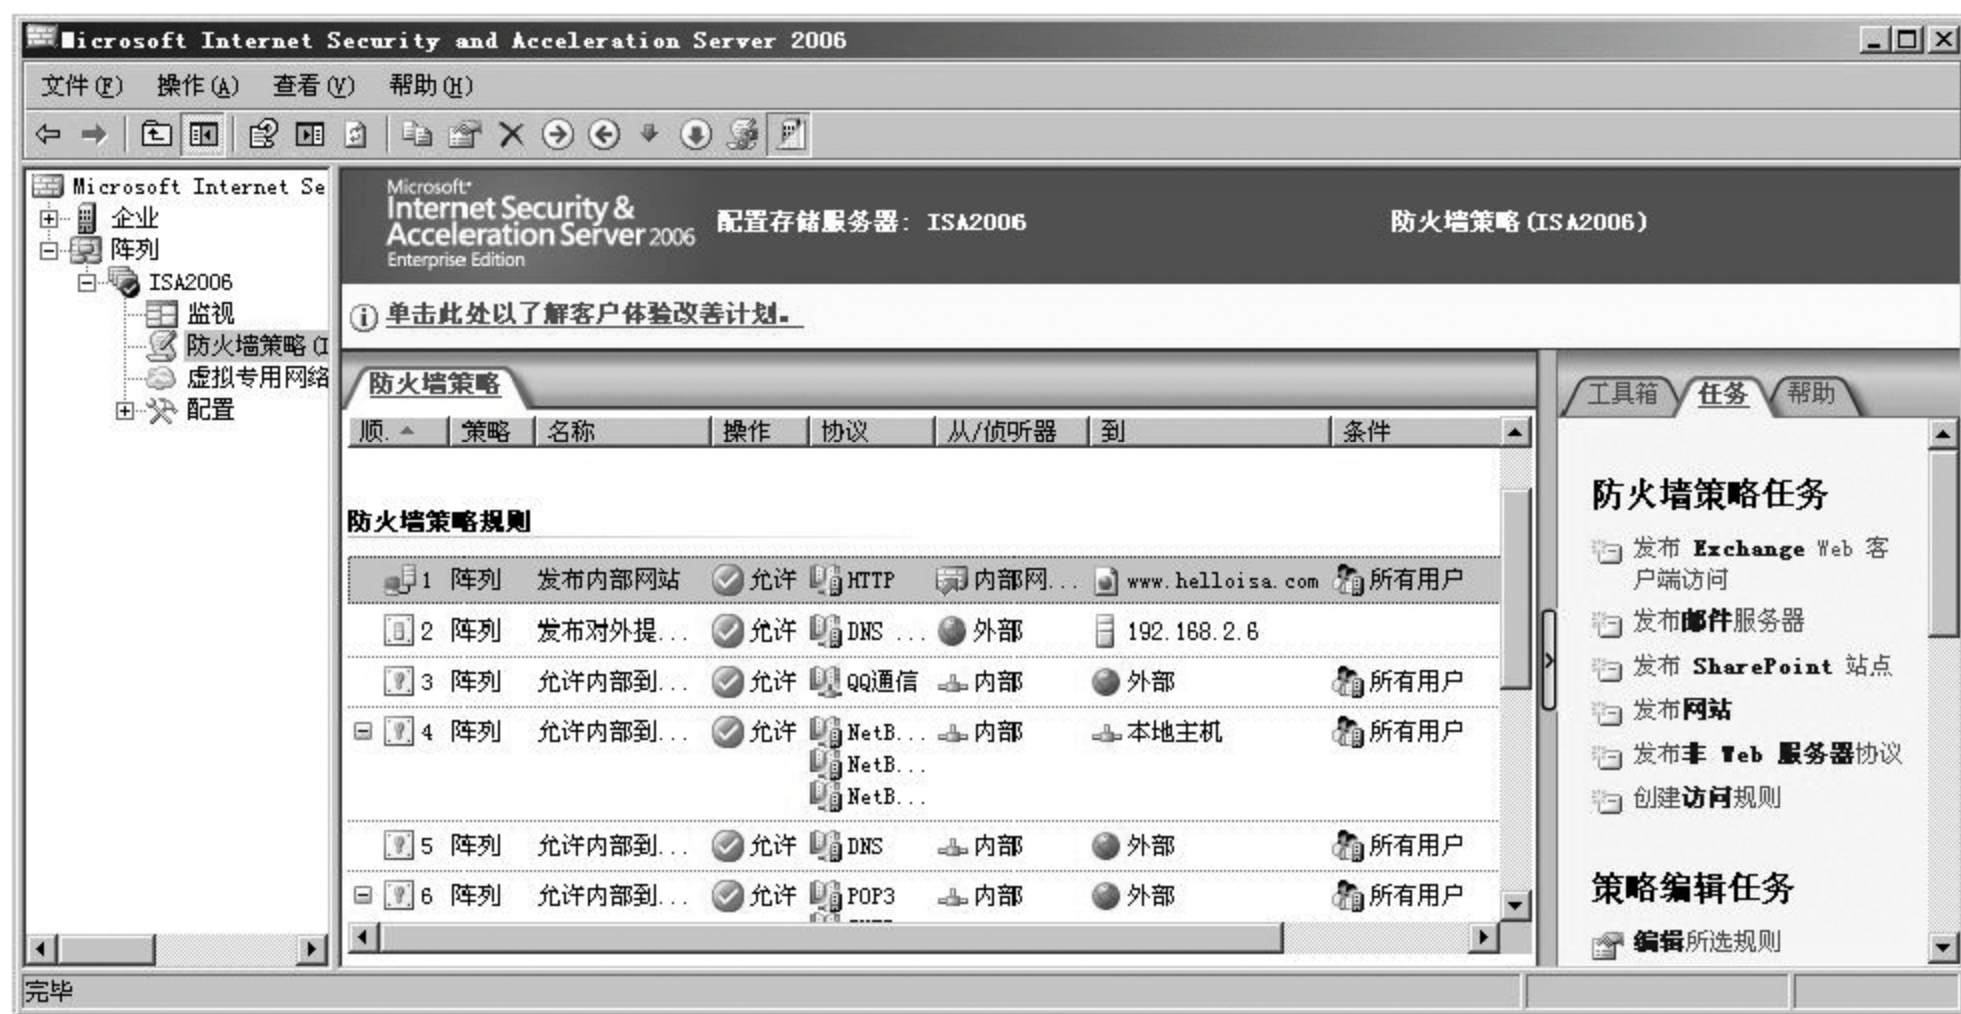 Microsoft Internet Security and Acceleration Server 2006
文件(F) 操作(A) 查看(V) 帮助(H)
Microsoft Internet Se
企业
阵列
ISA2006
监视
防火墙策略(I
虚拟专用网络
配置
Microsoft
Internet Security &
Acceleration Server 2006
Enterprise Edition
配置存储服务器: ISA2006
防火墙策略(ISA2006)
单击此处以了解客户体验改善计划。
防火墙策略
顺. 策略 名称 操作 协议 从/侦听器 到 条件
防火墙策略规则
1 阵列 发布内部网站 允许 HTTP 内部网... www.helloisa.com 所有用户
2 阵列 发布对外提... 允许 DNS ... 外部 192.168.2.6
3 阵列 允许内部到... 允许 QQ通信 内部 外部 所有用户
4 阵列 允许内部到... 允许 NetB... 内部 本地主机 所有用户
NetB...
NetB...
5 阵列 允许内部到... 允许 DNS 内部 外部 所有用户
6 阵列 允许内部到... 允许 POP3 内部 外部 所有用户
工具箱 任务 帮助
防火墙策略任务
发布 Exchange Web 客
户端访问
发布邮件服务器
发布 SharePoint 站点
发布网站
发布非 Web 服务器协议
创建访问规则
策略编辑任务
编辑所选规则
完毕